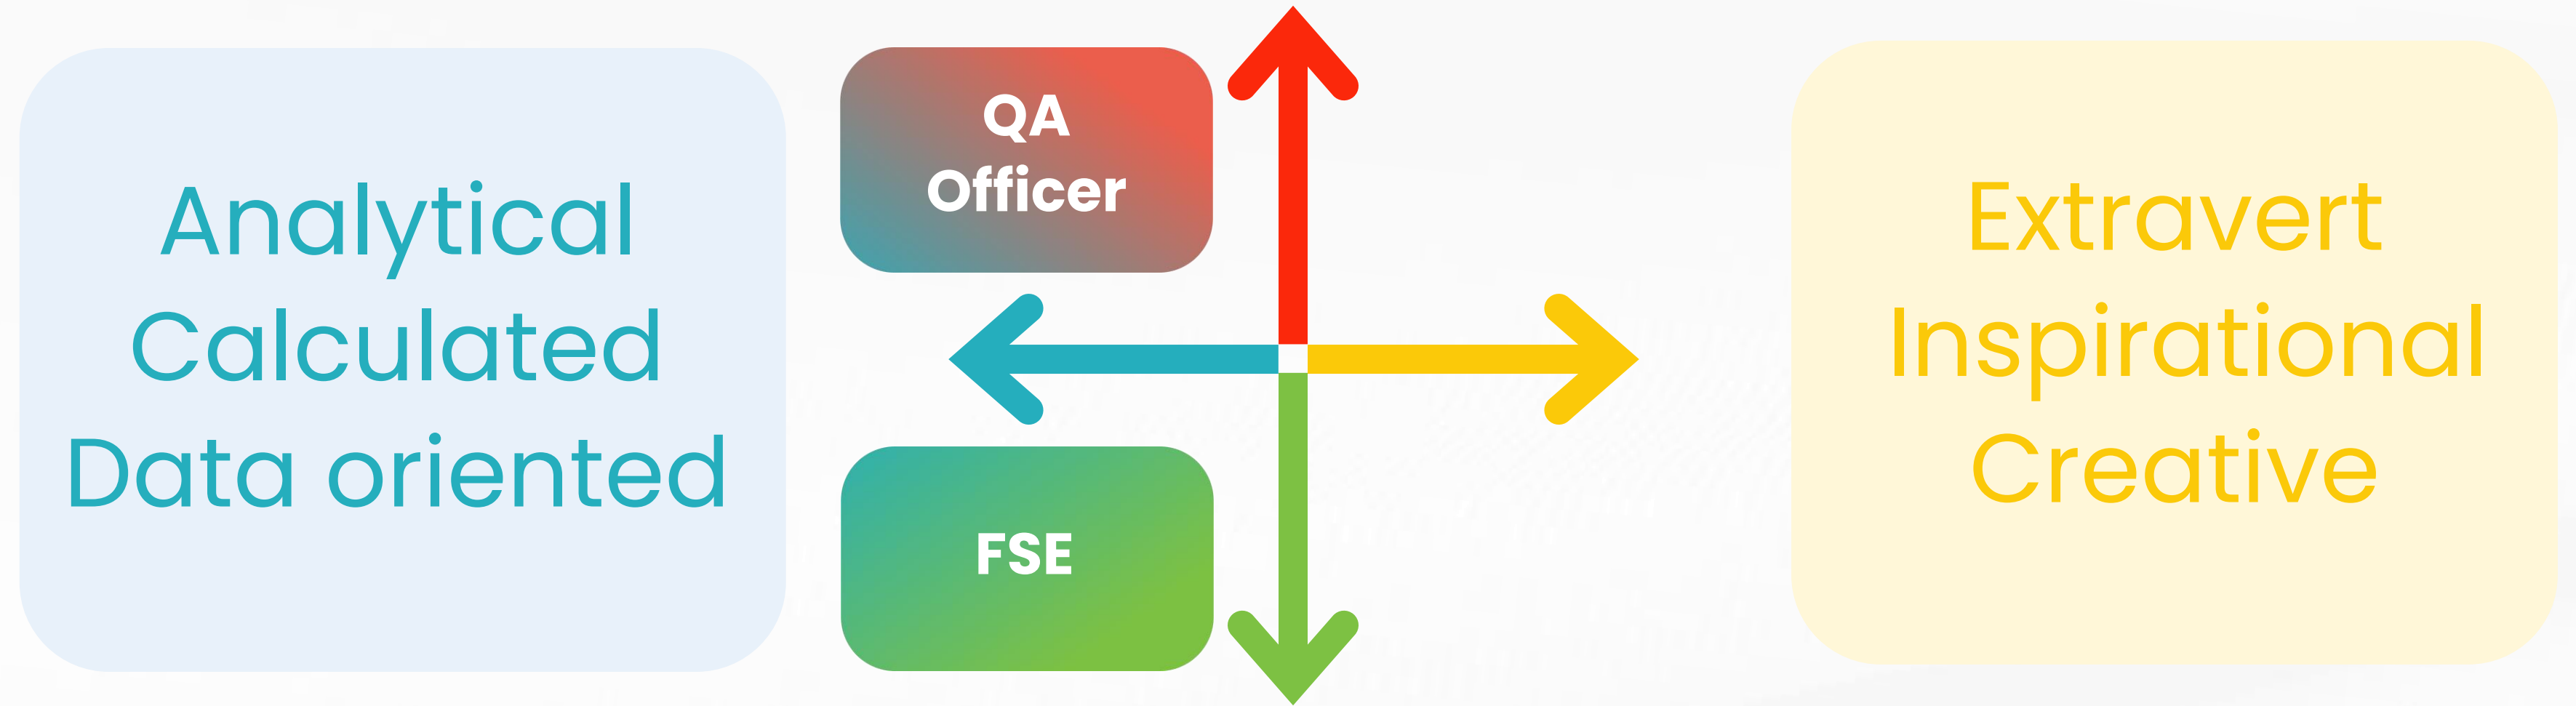 Analytical
Calculated
Data oriented
QA
Officer
FSE
Extravert
Inspirational
Creative